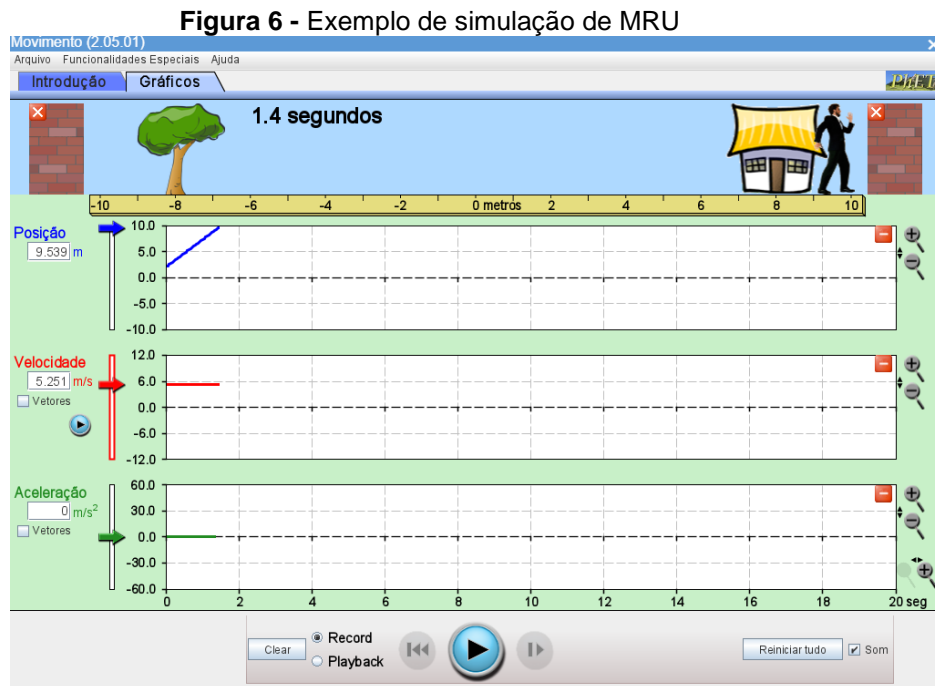 Figura 6 - Exemplo de simulação de MRU
Movimento (2.05.01)
Arquivo Funcionalidades Especiais Ajuda
Introdução Gráficos
PhET
1.4 segundos
-10 -8 -6 -4 -2 0 metros 2 4 6 8 10
Posição
9.539 m
10.0
5.0
0.0
-5.0
-10.0
Velocidade
5.251 m/s
Vetores
12.0
6.0
0.0
-6.0
-12.0
Aceleração
0 m/s²
Vetores
60.0
30.0
0.0
-30.0
-60.0
0 2 4 6 8 10 12 14 16 18 20 seg
Clear
Record
Playback
Reiniciar tudo
Som